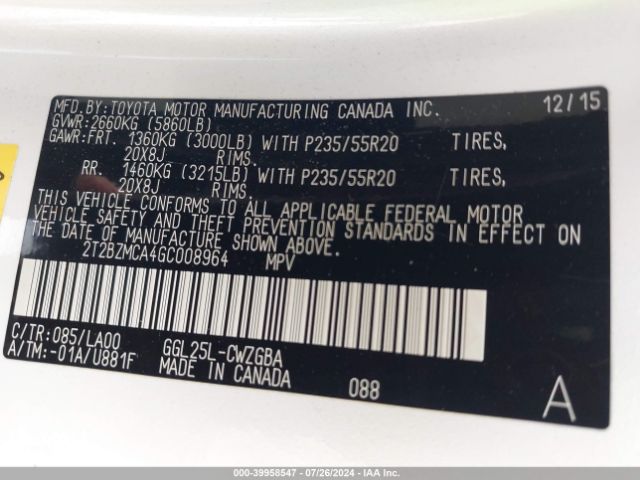 MFD. BY: TOYOTA MOTOR MANUFACTURING CANADA INC. 12/15
GVWR: 2660KG (5860LB)
GAWR: FRT. 1360KG (3000LB) WITH P235/55R20 TIRES,
20X8J RIMS.
RR. 1460KG (3215LB) WITH P235/55R20 TIRES,
20X8J RIMS.
THIS VEHICLE CONFORMS TO ALL APPLICABLE FEDERAL MOTOR
VEHICLE SAFETY AND THEFT PREVENTION STANDARDS IN EFFECT ON
THE DATE OF MANUFACTURE SHOWN ABOVE.
2T2BZMCA4GC008964 MPV
C/TR: 085/LA00 GGL25L-CWZGBA
A/TM: -01A/U881F MADE IN CANADA 088 A
000-39958547 - 07/26/2024 - IAA Inc.